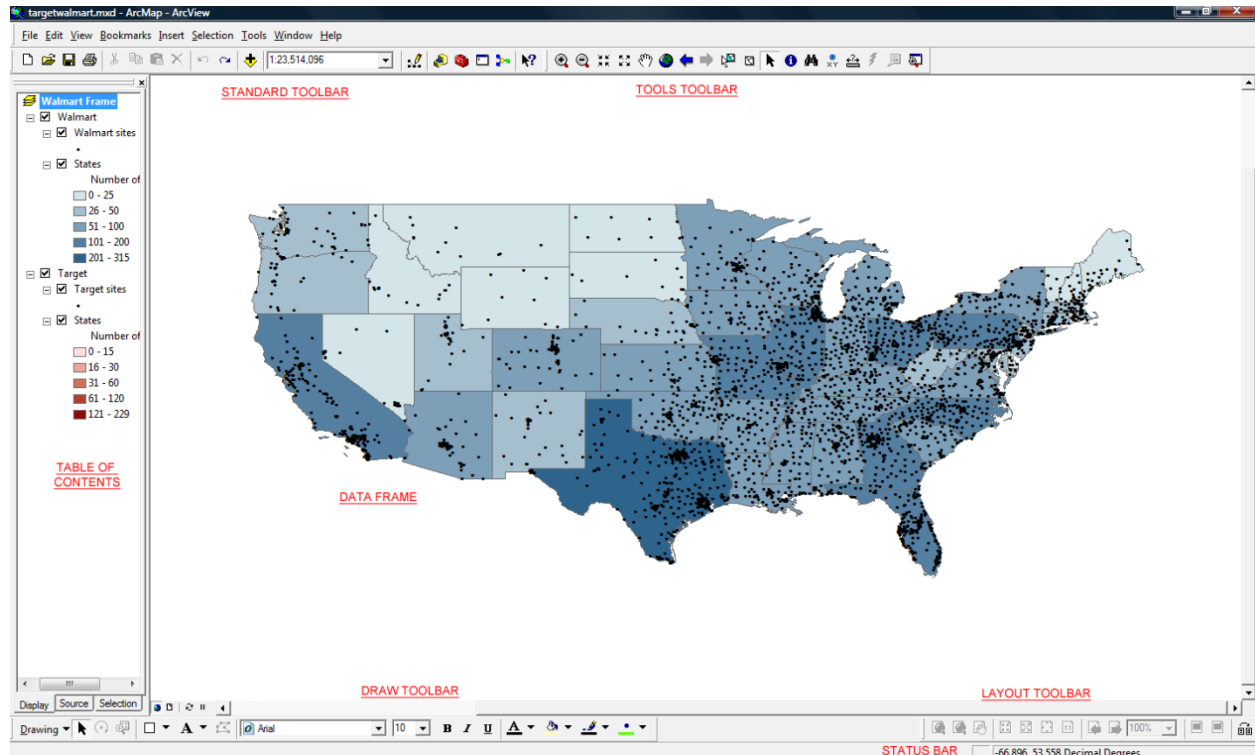 targetwalmart.mxd - ArcMap - ArcView
File Edit View Bookmarks Insert Selection Tools Window Help
1:23,514,096
STANDARD TOOLBAR
TOOLS TOOLBAR
Walmart Frame
Walmart
Walmart sites
States
Number of
0 - 25
26 - 50
51 - 100
101 - 200
201 - 315
Target
Target sites
States
Number of
0 - 15
16 - 30
31 - 60
61 - 120
121 - 229
TABLE OF
CONTENTS
DATA FRAME
DRAW TOOLBAR
LAYOUT TOOLBAR
Display Source Selection
Drawing A Arial 10 B I U A 100%
STATUS BAR -66.896 53.558 Decimal Degrees